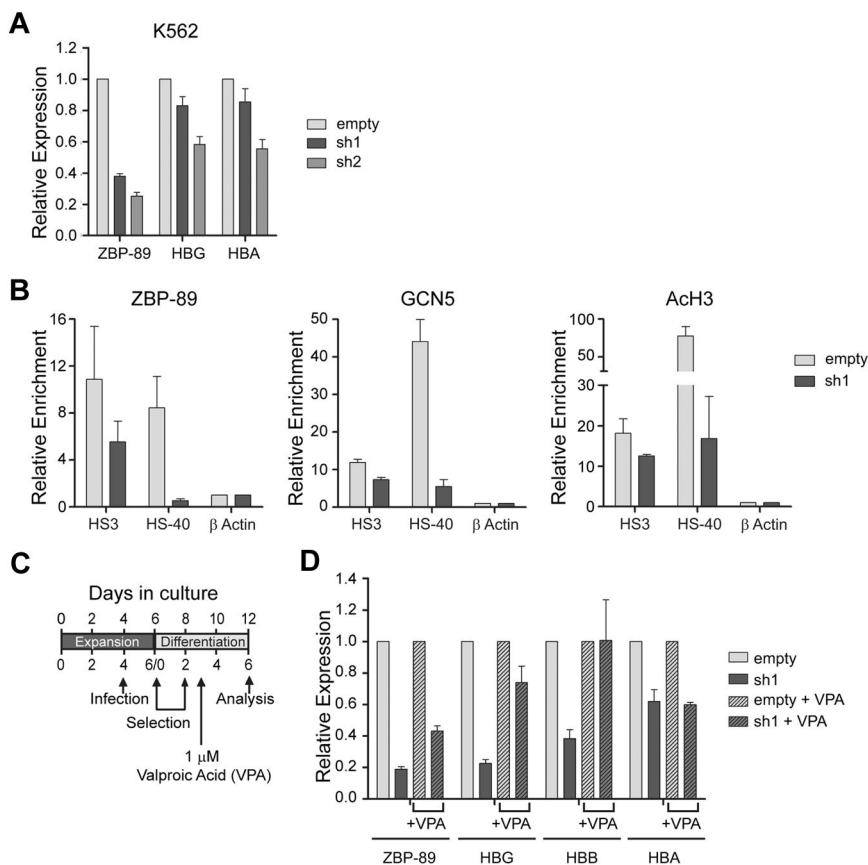 A
K562
1.2
1.0
0.8
0.6
0.4
0.2
0.0
Relative Expression
ZBP-89 HBG HBA
empty
sh1
sh2
B
ZBP-89
16
12
8
4
0
Relative Enrichment
HS3 HS-40 β Actin
GCN5
50
40
30
20
10
0
Relative Enrichment
HS3 HS-40 β Actin
AcH3
100
50
20
10
0
Relative Enrichment
HS3 HS-40 β Actin
empty
sh1
C
Days in culture
0 2 4 6 8 10 12
Expansion Differentiation
0 2 4 6/0 2 4 6
Infection Analysis
Selection
1 μM
Valproic Acid (VPA)
D
1.4
1.2
1.0
0.8
0.6
0.4
0.2
0.0
Relative Expression
+VPA +VPA +VPA +VPA
ZBP-89 HBG HBB HBA
empty
sh1
empty + VPA
sh1 + VPA